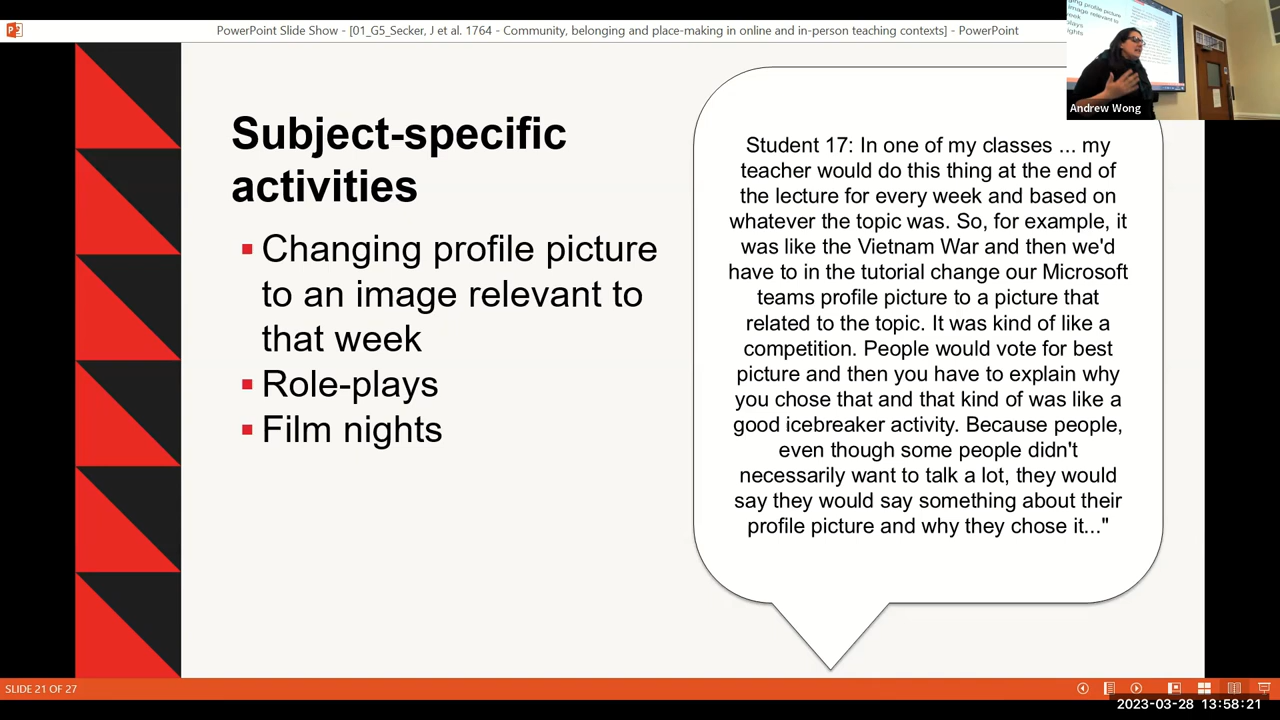 PowerPoint Slide Show - [01_G5_Secker, J et al. 1764 - Community, belonging and place-making in online and in-person teaching contexts] - PowerPoint
Andrew Wong
Subject-specific
activities
Changing profile picture
to an image relevant to
that week
Role-plays
Film nights
Student 17: In one of my classes ... my
teacher would do this thing at the end of
the lecture for every week and based on
whatever the topic was. So, for example, it
was like the Vietnam War and then we'd
have to in the tutorial change our Microsoft
teams profile picture to a picture that
related to the topic. It was kind of like a
competition. People would vote for best
picture and then you have to explain why
you chose that and that kind of was like a
good icebreaker activity. Because people,
even though some people didn't
necessarily want to talk a lot, they would
say they would say something about their
profile picture and why they chose it..."
SLIDE 21 OF 27
2023-03-28 13:58:21